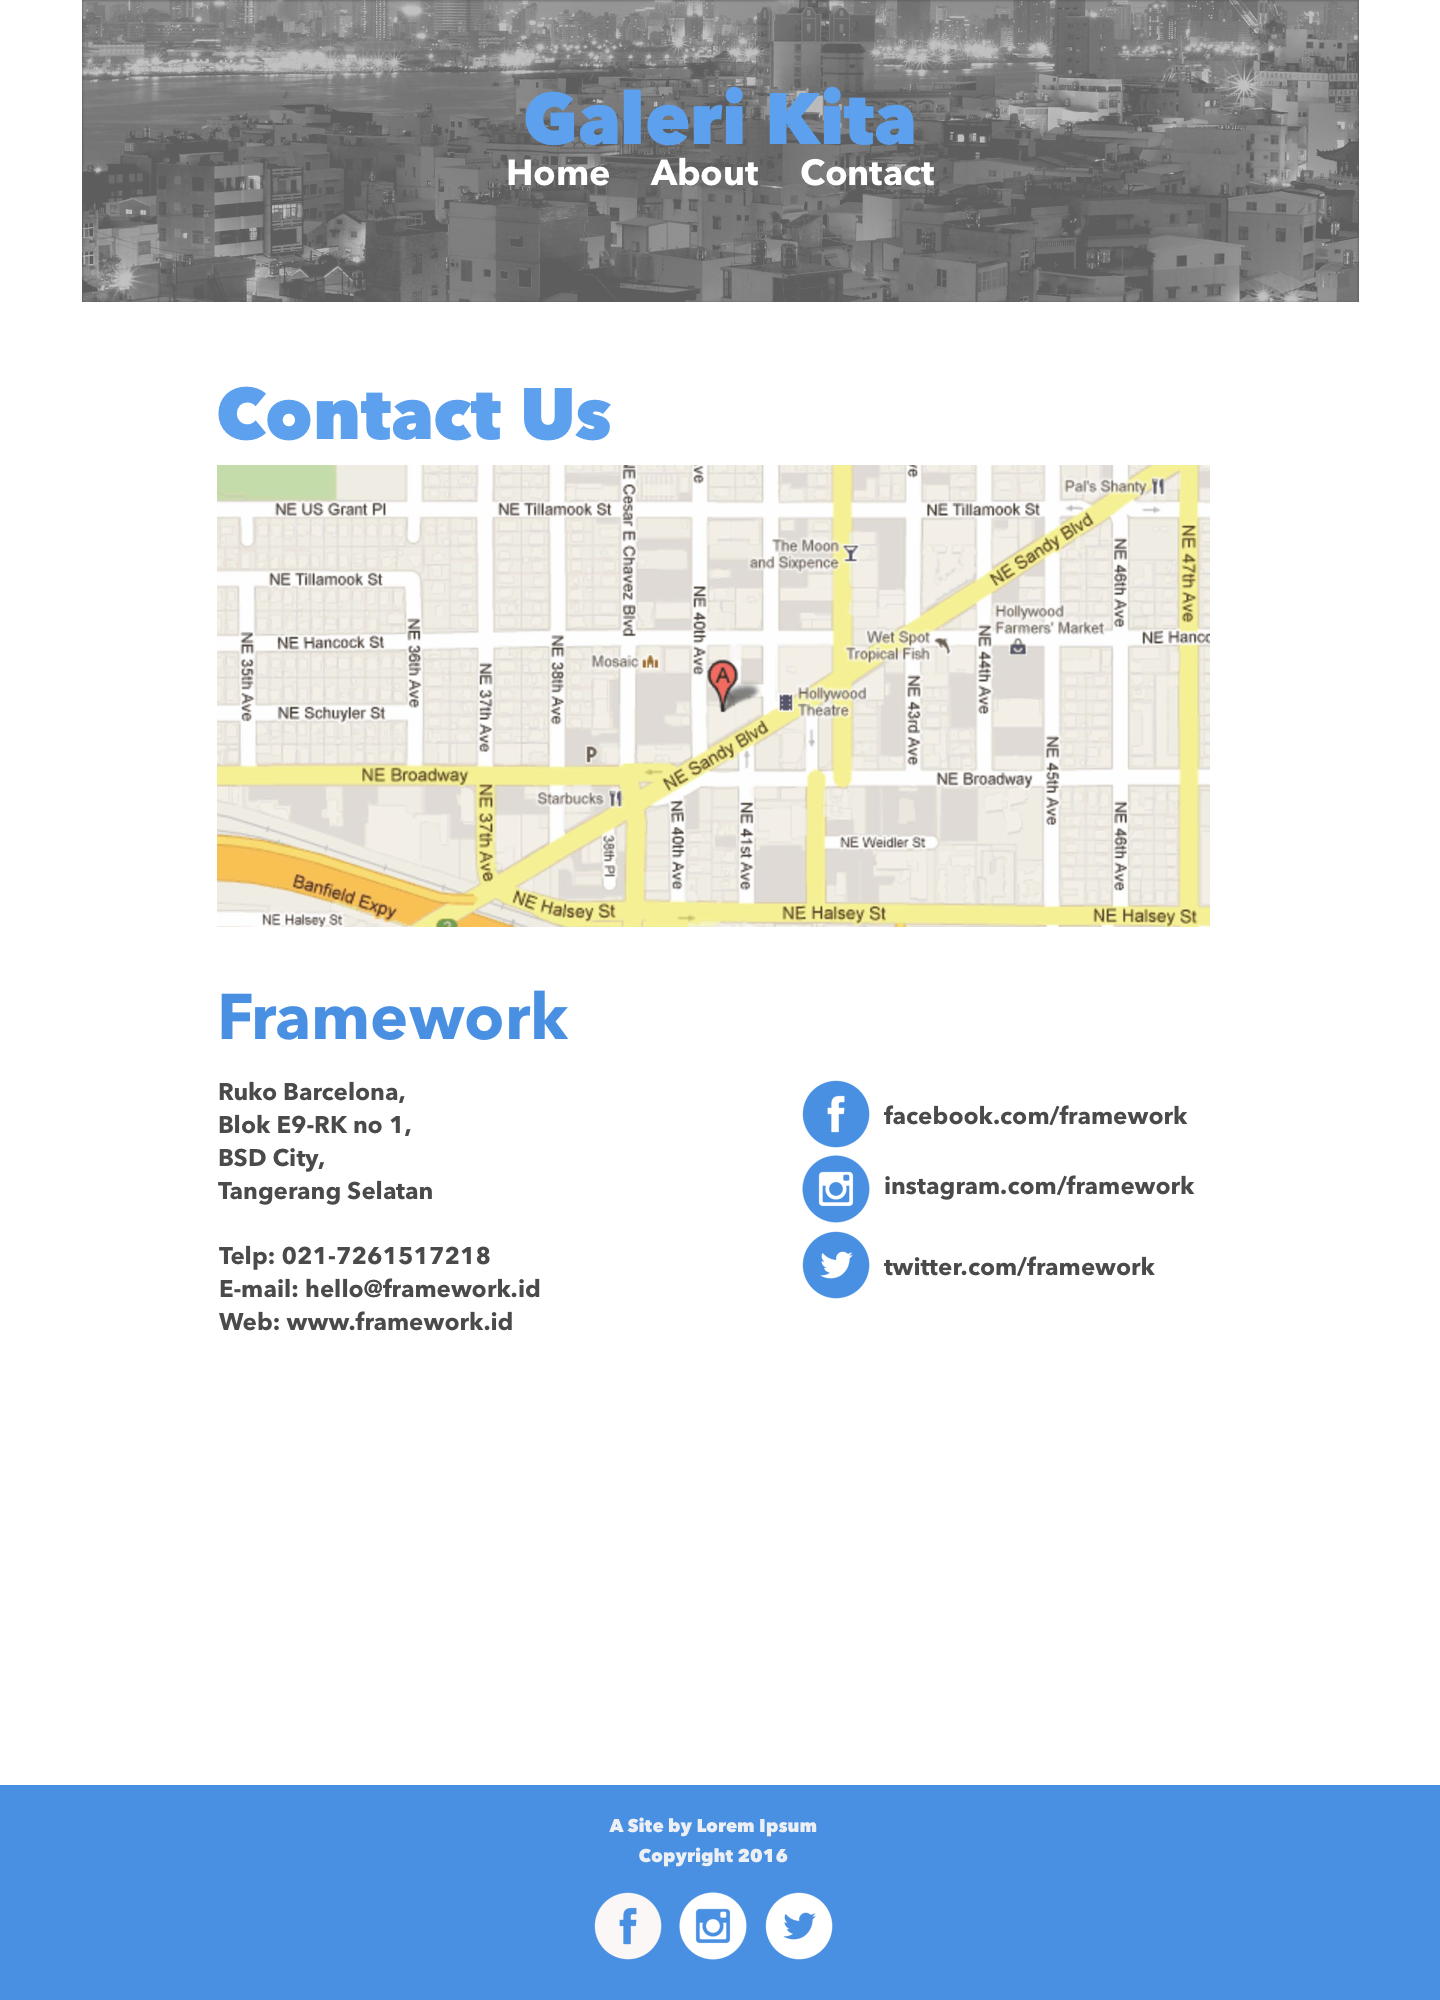 Galeri Kita
Home About Contact
Contact Us
NE US Grant Pl
NE Tillamook St
NE Cesar E Chavez Blvd
ve
ve
NE Tillamook St
Pal's Shanty
The Moon
and Sixpence
NE Sandy Blvd
NE 46th Ave
NE 47th Ave
NE Tillamook St
NE 40th Ave
Hollywood
Farmers' Market
NE Hancock St
NE 35th Ave
NE 36th Ave
NE 37th Ave
NE 38th Ave
Mosaic
A
Wet Spot
Tropical Fish
NE 44th Ave
NE Hanco
NE Schuyler St
Hollywood
Theatre
NE 43rd Ave
P
NE Sandy Blvd
NE Broadway
NE Broadway
NE 45th Ave
NE 37th Ave
Starbucks
38th Pl
NE 40th Ave
NE 41st Ave
NE Weidler St
NE 46th Ave
Banfield Expy
NE Halsey St
NE Halsey St
NE Halsey St
NE Halsey St
Framework
Ruko Barcelona,
Blok E9-RK no 1,
BSD City,
Tangerang Selatan
Telp: 021-7261517218
E-mail: hello@framework.id
Web: www.framework.id
facebook.com/framework
instagram.com/framework
twitter.com/framework
A Site by Lorem Ipsum
Copyright 2016